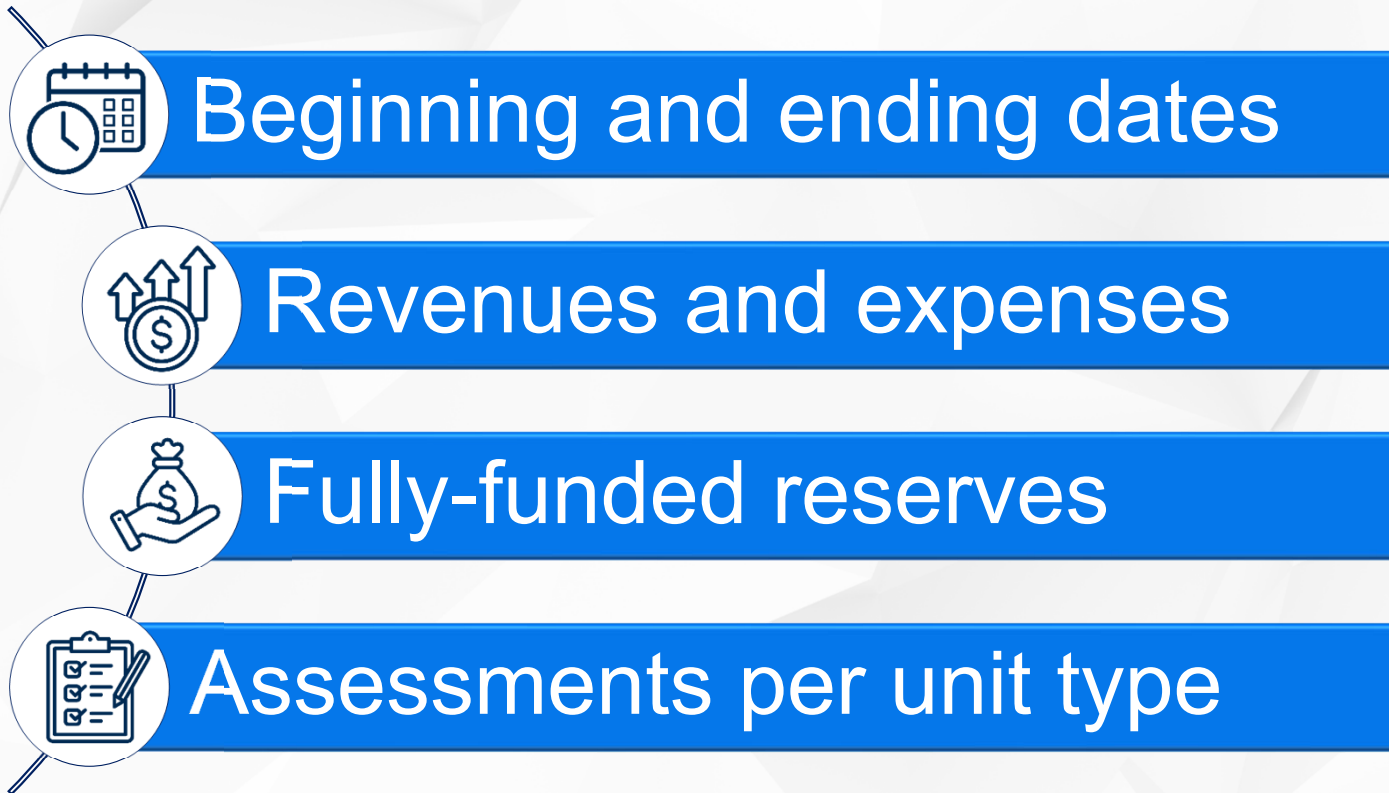 Beginning and ending dates
Revenues and expenses
$
Fully-funded reserves
$
Assessments per unit type